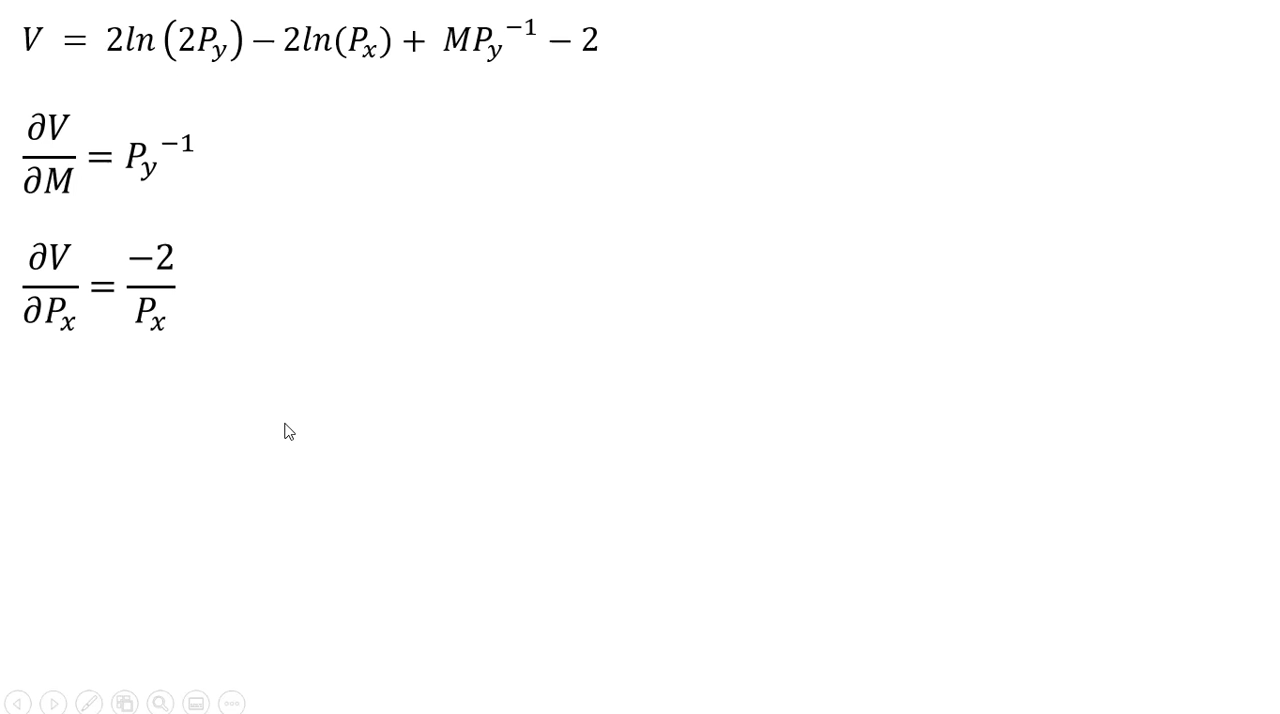 V = 2ln(2P_y) − 2ln(P_x) + MP_y^{−1} − 2
∂V/∂M = P_y^{−1}
∂V/∂P_x = −2/P_x